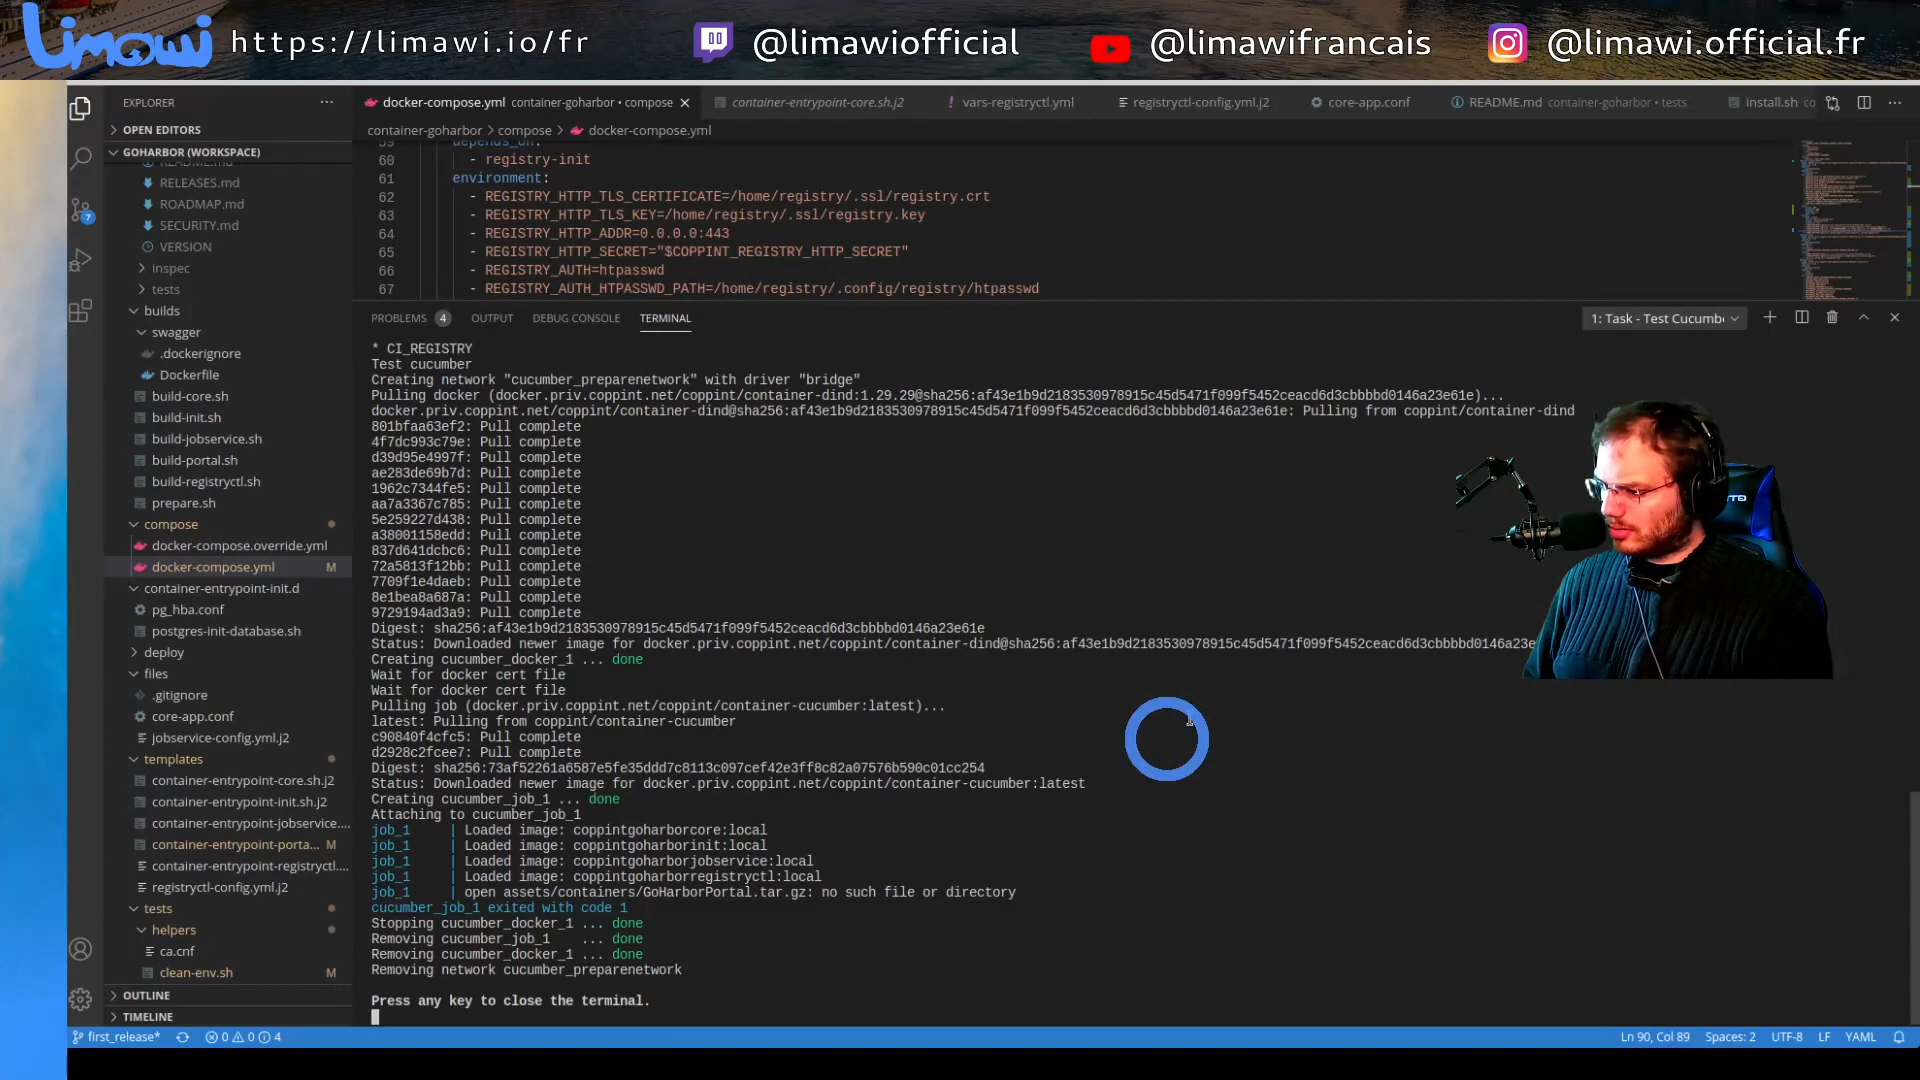 Limawi https://limawi.io/fr @limawiofficial @limawifrancais @limawi.official.fr
EXPLORER ...
OPEN EDITORS
GOHARBOR (WORKSPACE)
README.md
RELEASES.md
ROADMAP.md
SECURITY.md
VERSION
inspec
tests
builds
swagger
.dockerignore
Dockerfile
build-core.sh
build-init.sh
build-jobservice.sh
build-portal.sh
build-registryctl.sh
prepare.sh
compose
docker-compose.override.yml
docker-compose.yml M
container-entrypoint-init.d
pg_hba.conf
postgres-init-database.sh
deploy
files
.gitignore
core-app.conf
jobservice-config.yml.j2
templates
container-entrypoint-core.sh.j2
container-entrypoint-init.sh.j2
container-entrypoint-jobservice....
container-entrypoint-porta... M
container-entrypoint-registryctl....
registryctl-config.yml.j2
tests
helpers
ca.cnf
clean-env.sh M
OUTLINE
TIMELINE
7
docker-compose.yml container-goharbor • compose container-entrypoint-core.sh.j2 vars-registryctl.yml registryctl-config.yml.j2 core-app.conf README.md container-goharbor • tests install.sh co ...
container-goharbor > compose > docker-compose.yml
59 depends_on:
60 - registry-init
61 environment:
62 - REGISTRY_HTTP_TLS_CERTIFICATE=/home/registry/.ssl/registry.crt
63 - REGISTRY_HTTP_TLS_KEY=/home/registry/.ssl/registry.key
64 - REGISTRY_HTTP_ADDR=0.0.0.0:443
65 - REGISTRY_HTTP_SECRET="$COPPINT_REGISTRY_HTTP_SECRET"
66 - REGISTRY_AUTH=htpasswd
67 - REGISTRY_AUTH_HTPASSWD_PATH=/home/registry/.config/registry/htpasswd
PROBLEMS 4 OUTPUT DEBUG CONSOLE TERMINAL 1: Task - Test Cucumbe
* CI_REGISTRY
Test cucumber
Creating network "cucumber_preparenetwork" with driver "bridge"
Pulling docker (docker.priv.coppint.net/coppint/container-dind:1.29.29@sha256:af43e1b9d2183530978915c45d5471f099f5452ceacd6d3cbbbbd0146a23e61e)...
docker.priv.coppint.net/coppint/container-dind@sha256:af43e1b9d2183530978915c45d5471f099f5452ceacd6d3cbbbbd0146a23e61e: Pulling from coppint/container-dind
801bfaa63ef2: Pull complete
4f7dc993c79e: Pull complete
d39d95e4997f: Pull complete
ae283de69b7d: Pull complete
1962c7344fe5: Pull complete
aa7a3367c785: Pull complete
5e259227d438: Pull complete
a38001158edd: Pull complete
837d641dcbc6: Pull complete
72a5813f12bb: Pull complete
7709f1e4daeb: Pull complete
8e1bea8a687a: Pull complete
9729194ad3a9: Pull complete
Digest: sha256:af43e1b9d2183530978915c45d5471f099f5452ceacd6d3cbbbbd0146a23e61e
Status: Downloaded newer image for docker.priv.coppint.net/coppint/container-dind@sha256:af43e1b9d2183530978915c45d5471f099f5452ceacd6d3cbbbbd0146a23e
Creating cucumber_docker_1 ... done
Wait for docker cert file
Wait for docker cert file
Pulling job (docker.priv.coppint.net/coppint/container-cucumber:latest)...
latest: Pulling from coppint/container-cucumber
c90840f4cfc5: Pull complete
d2928c2fcee7: Pull complete
Digest: sha256:73af52261a6587e5fe35ddd7c8113c097cef42e3ff8c82a07576b590c01cc254
Status: Downloaded newer image for docker.priv.coppint.net/coppint/container-cucumber:latest
Creating cucumber_job_1 ... done
Attaching to cucumber_job_1
job_1 | Loaded image: coppintgoharborcore:local
job_1 | Loaded image: coppintgoharborinit:local
job_1 | Loaded image: coppintgoharborjobservice:local
job_1 | Loaded image: coppintgoharborregistryctl:local
job_1 | open assets/containers/GoHarborPortal.tar.gz: no such file or directory
cucumber_job_1 exited with code 1
Stopping cucumber_docker_1 ... done
Removing cucumber_job_1 ... done
Removing cucumber_docker_1 ... done
Removing network cucumber_preparenetwork
Press any key to close the terminal.
first_release* 0 0 4 Ln 90, Col 89 Spaces: 2 UTF-8 LF YAML